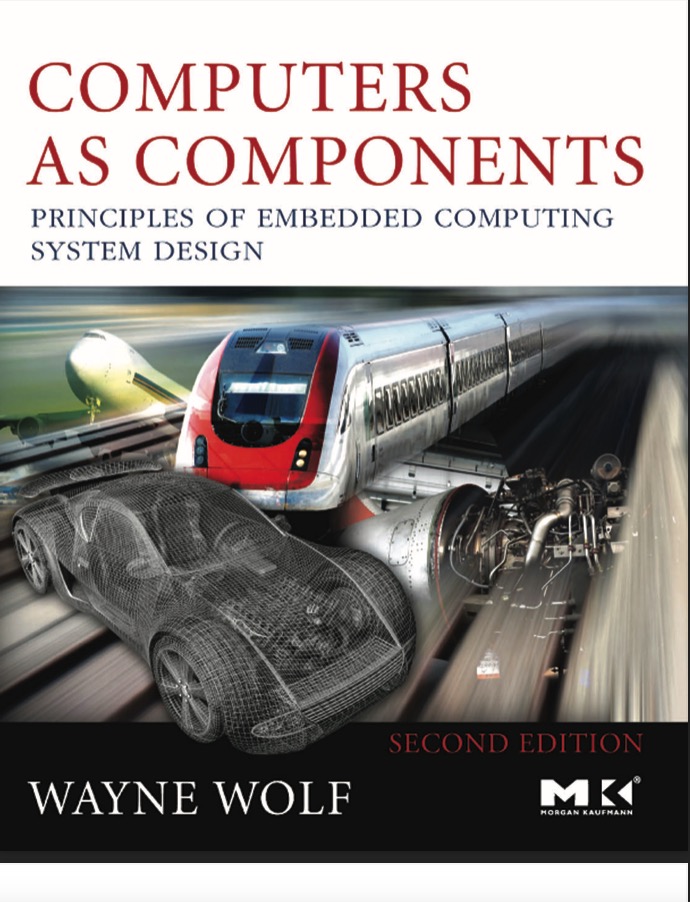 COMPUTERS
AS COMPONENTS
PRINCIPLES OF EMBEDDED COMPUTING
SYSTEM DESIGN
SECOND EDITION
WAYNE WOLF
MK®
MORGAN KAUFMANN